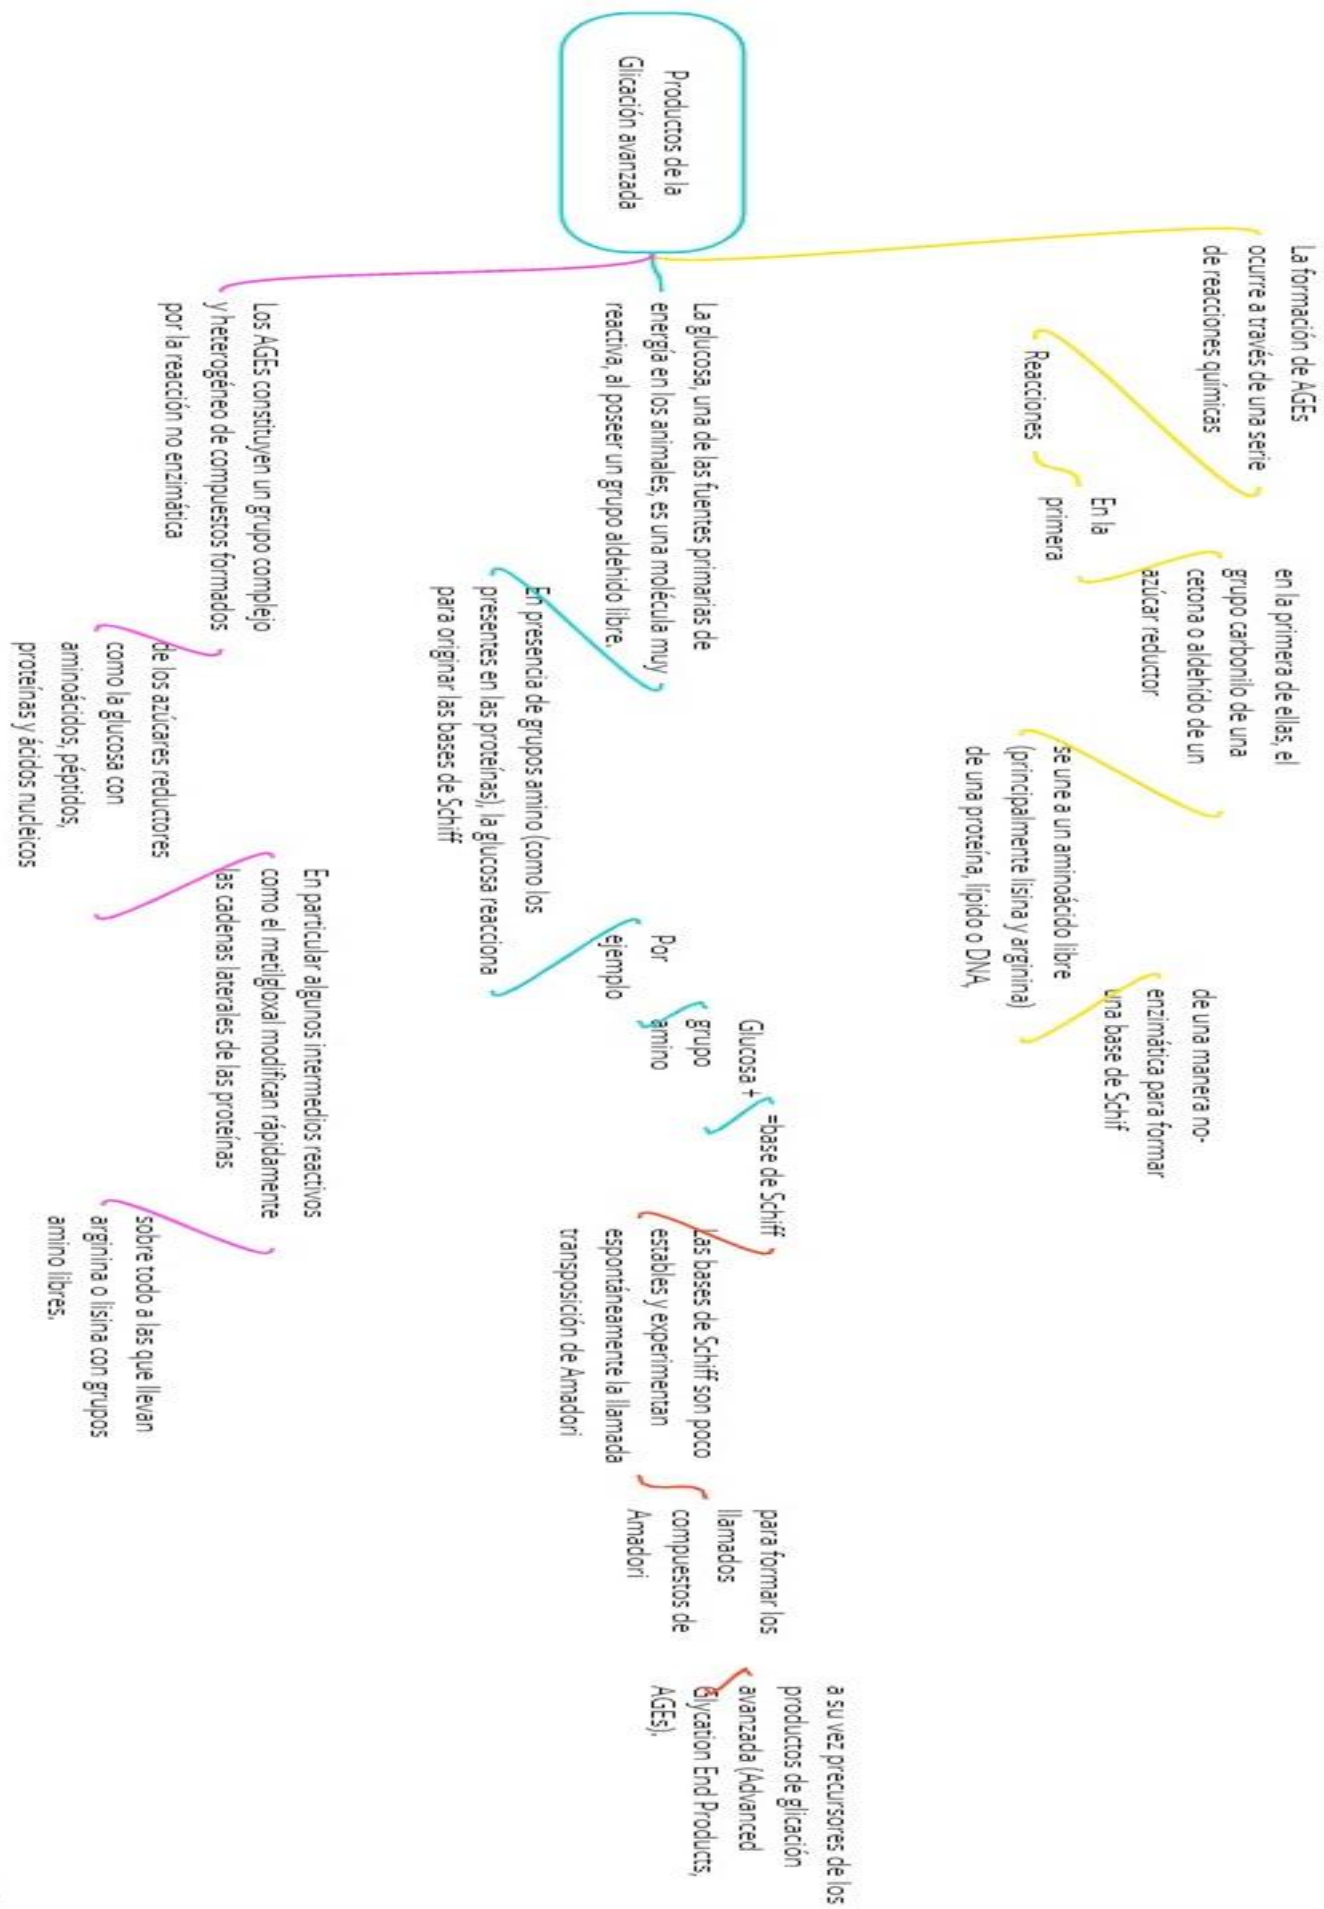 Productos de la
Glicación avanzada
La formación de AGEs
ocurre a través de una serie
de reacciones químicas
Reacciones
En la
primera
en la primera de ellas, el
grupo carbonilo de una
cetona o aldehído de un
azúcar reductor
se une a un aminoácido libre
(principalmente lisina y arginina)
de una proteína, lípido o DNA,
de una manera no-
enzimática para formar
una base de Schif
La glucosa, una de las fuentes primarias de
energía en los animales, es una molécula muy
reactiva, al poseer un grupo aldehido libre.
En presencia de grupos amino (como los
presentes en las proteínas), la glucosa reacciona
para originar las bases de Schiff
Por
ejemplo
Glucosa +
grupo
amino
=base de Schiff
Las bases de Schiff son poco
estables y experimentan
espontáneamente la llamada
transposición de Amadori
para formar los
llamados
compuestos de
Amadori
a su vez precursores de los
productos de glicación
avanzada (Advanced
Glycation End Products,
AGEs).
Los AGEs constituyen un grupo complejo
y heterogéneo de compuestos formados
por la reacción no enzimática
de los azúcares reductores
como la glucosa con
aminoácidos, péptidos,
proteínas y ácidos nucleicos
En particular algunos intermedios reactivos
como el metilgloxal modifican rápidamente
las cadenas laterales de las proteínas
sobre todo a las que llevan
arginina o lisina con grupos
amino libres.